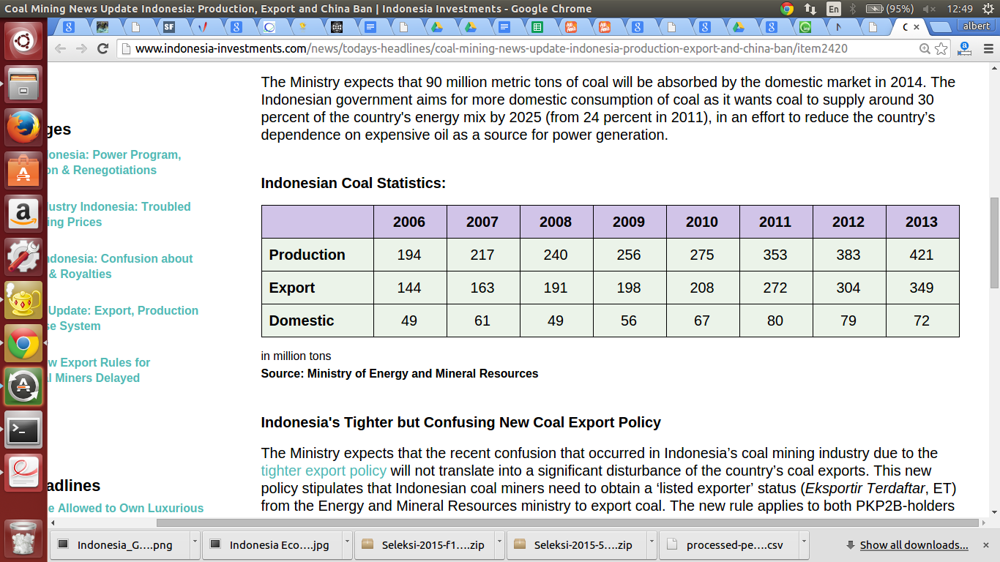 Coal Mining News Update Indonesia: Production, Export and China Ban | Indonesia Investments - Google Chrome
En (95%) 12:49
albert
www.indonesia-investments.com/news/todays-headlines/coal-mining-news-update-indonesia-production-export-and-china-ban/item2420
The Ministry expects that 90 million metric tons of coal will be absorbed by the domestic market in 2014. The
Indonesian government aims for more domestic consumption of coal as it wants coal to supply around 30
percent of the country's energy mix by 2025 (from 24 percent in 2011), in an effort to reduce the country’s
dependence on expensive oil as a source for power generation.
ges
onesia: Power Program,
on & Renegotiations
ustry Indonesia: Troubled
ing Prices
ndonesia: Confusion about
& Royalties
Update: Export, Production
se System
w Export Rules for
l Miners Delayed
adlines
e Allowed to Own Luxurious
Indonesian Coal Statistics:
2006 2007 2008 2009 2010 2011 2012 2013
Production 194 217 240 256 275 353 383 421
Export 144 163 191 198 208 272 304 349
Domestic 49 61 49 56 67 80 79 72
in million tons
Source: Ministry of Energy and Mineral Resources
Indonesia's Tighter but Confusing New Coal Export Policy
The Ministry expects that the recent confusion that occurred in Indonesia’s coal mining industry due to the
tighter export policy will not translate into a significant disturbance of the country’s coal exports. This new
policy stipulates that Indonesian coal miners need to obtain a ‘listed exporter’ status (Eksportir Terdaftar, ET)
from the Energy and Mineral Resources ministry to export coal. The new rule applies to both PKP2B-holders
Indonesia_G....png Indonesia Eco....jpg Seleksi-2015-f1....zip Seleksi-2015-5....zip processed-pe....csv Show all downloads...